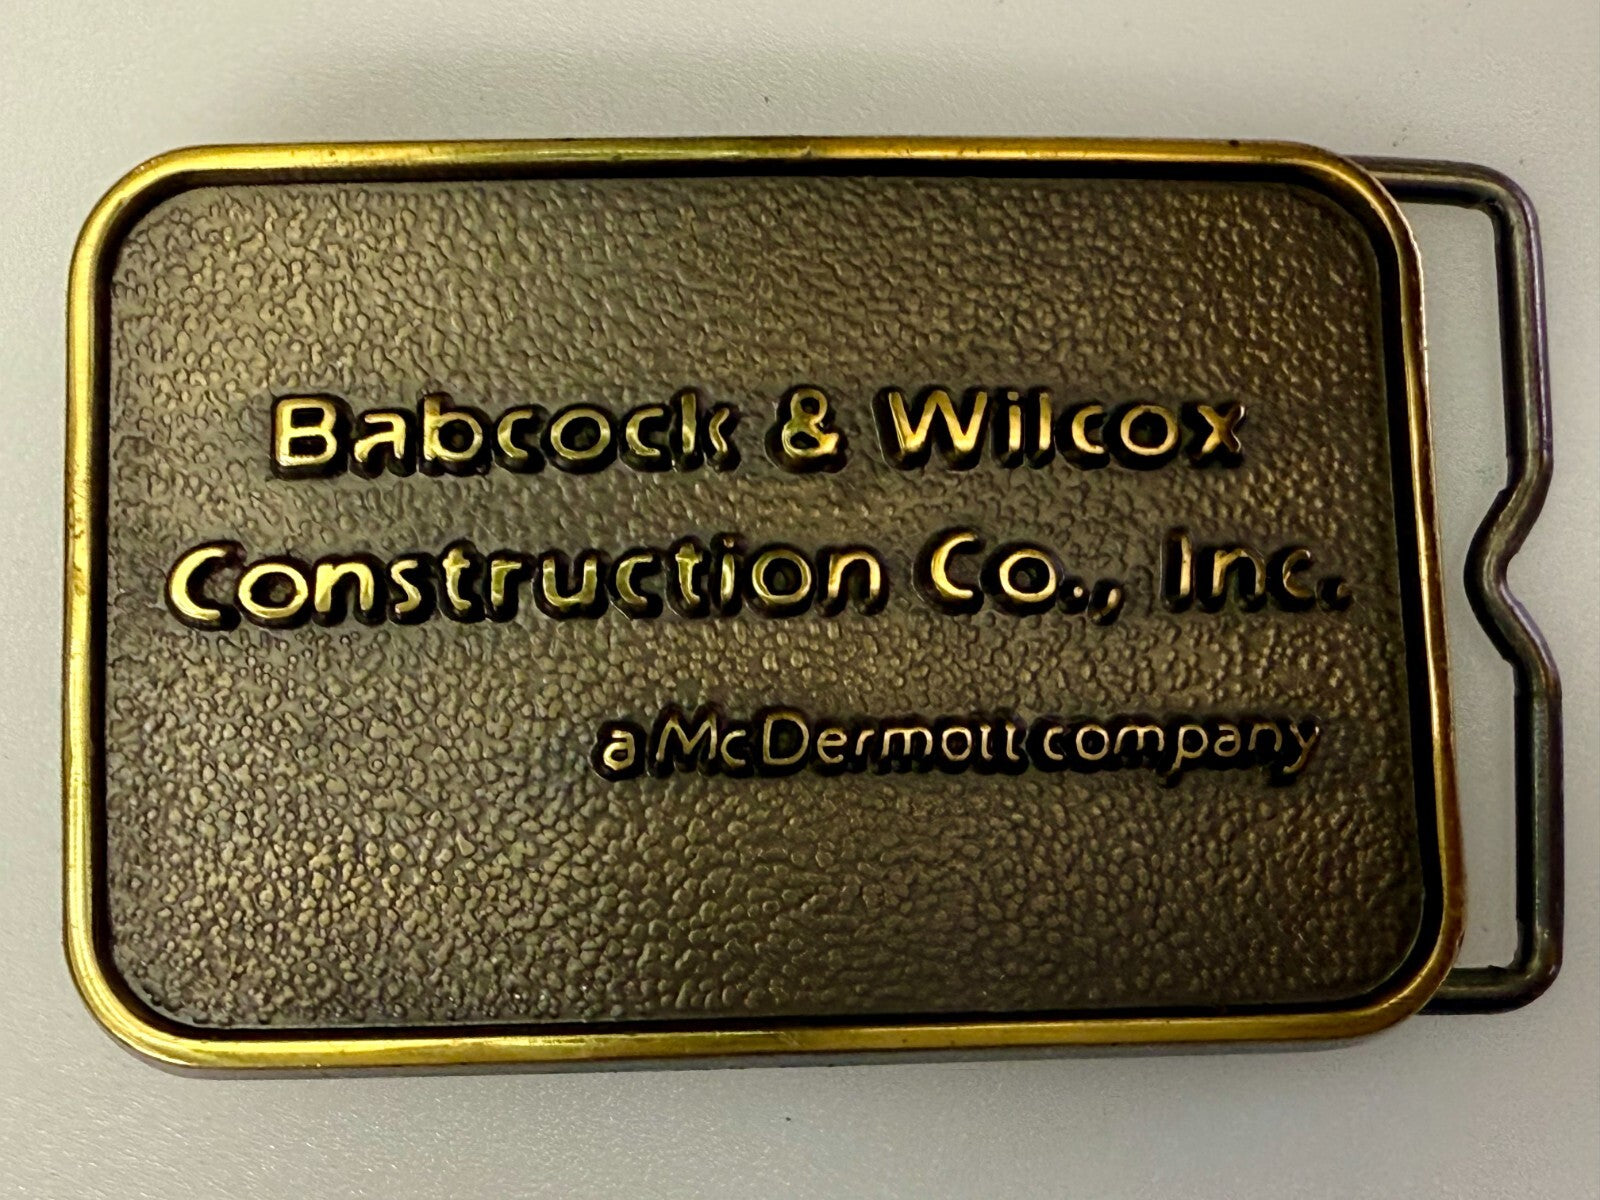 Babcock & Wilcox
Construction Co., Inc.
a McDermott company